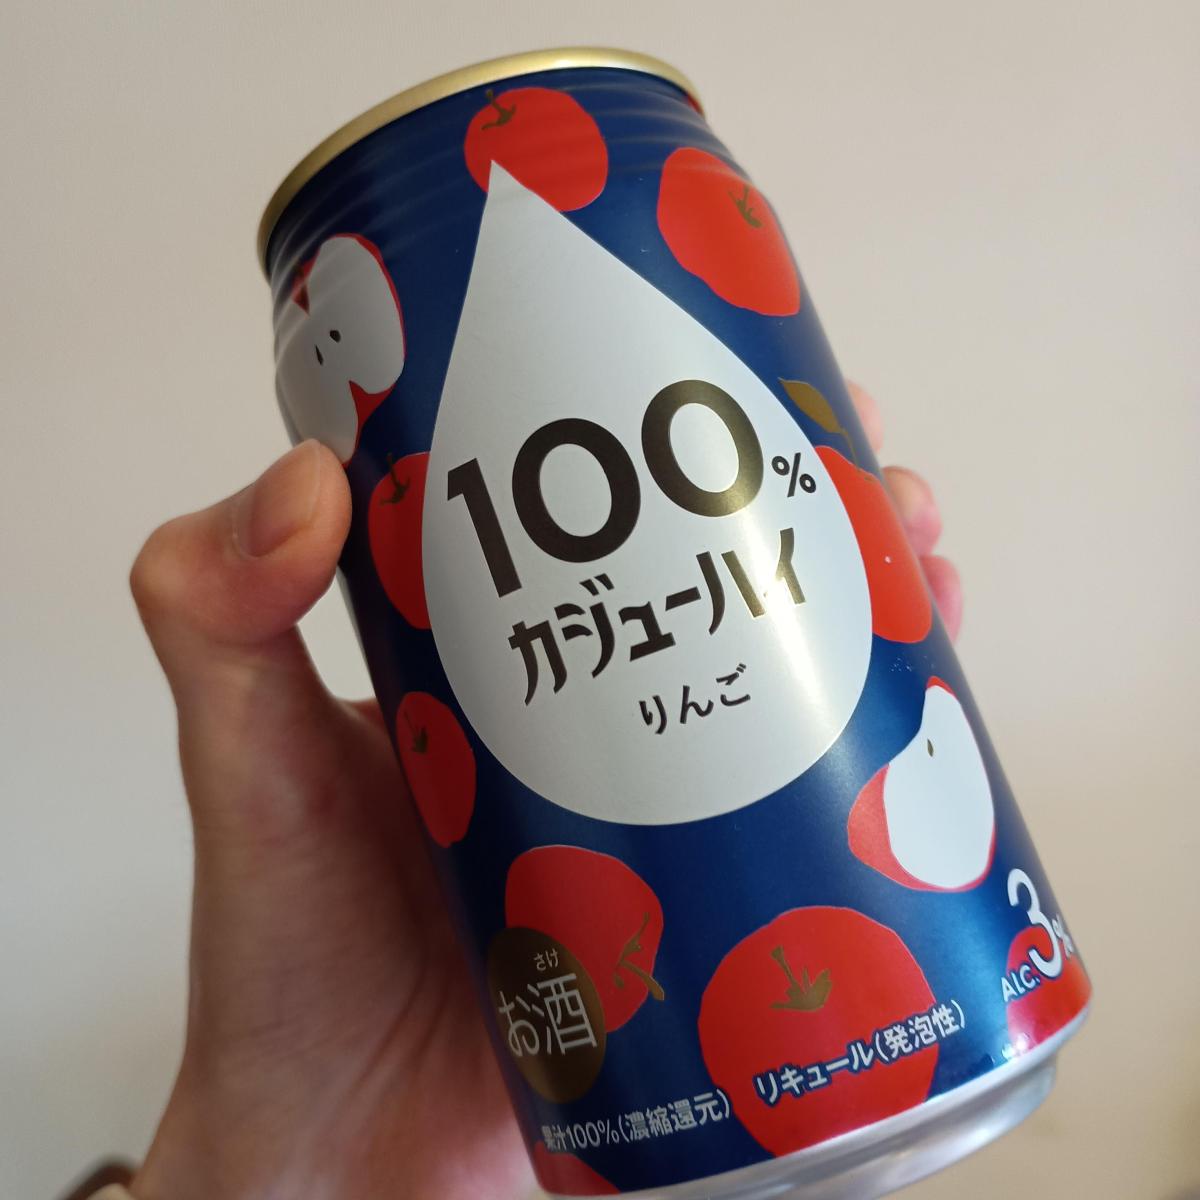 100%
カジューハイ
りんご
ALC.3%
さけ
お酒
リキュール(発泡性)
果汁100%(濃縮還元)